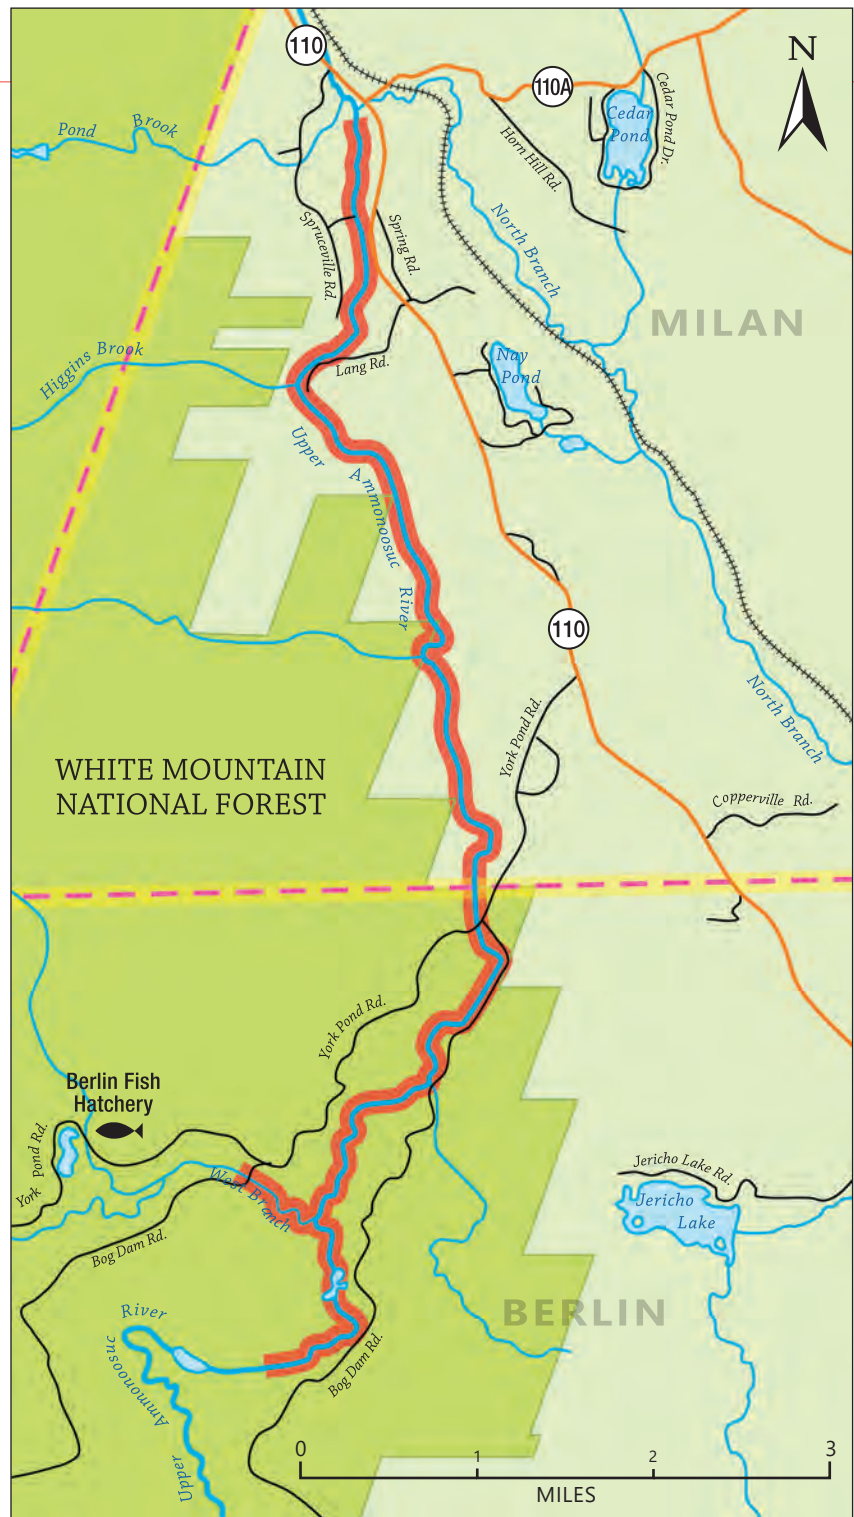 110
N
110A
Cedar Pond Dr.
Cedar
Pond
Pond Brook
Horn Hill Rd.
North Branch
Spruceville Rd.
Spring Rd.
MILAN
Higgins Brook
Lang Rd.
Nay
Pond
Upper Ammonoosuc River
110
York Pond Rd.
North Branch
WHITE MOUNTAIN
NATIONAL FOREST
Copperville Rd.
York Pond Rd.
Berlin Fish
Hatchery
York Pond Rd.
West Branch
Jericho Lake Rd.
Jericho
Lake
Bog Dam Rd.
BERLIN
River
Ammonoosuc
Upper
Bog Dam Rd.
0 1 2 3
MILES